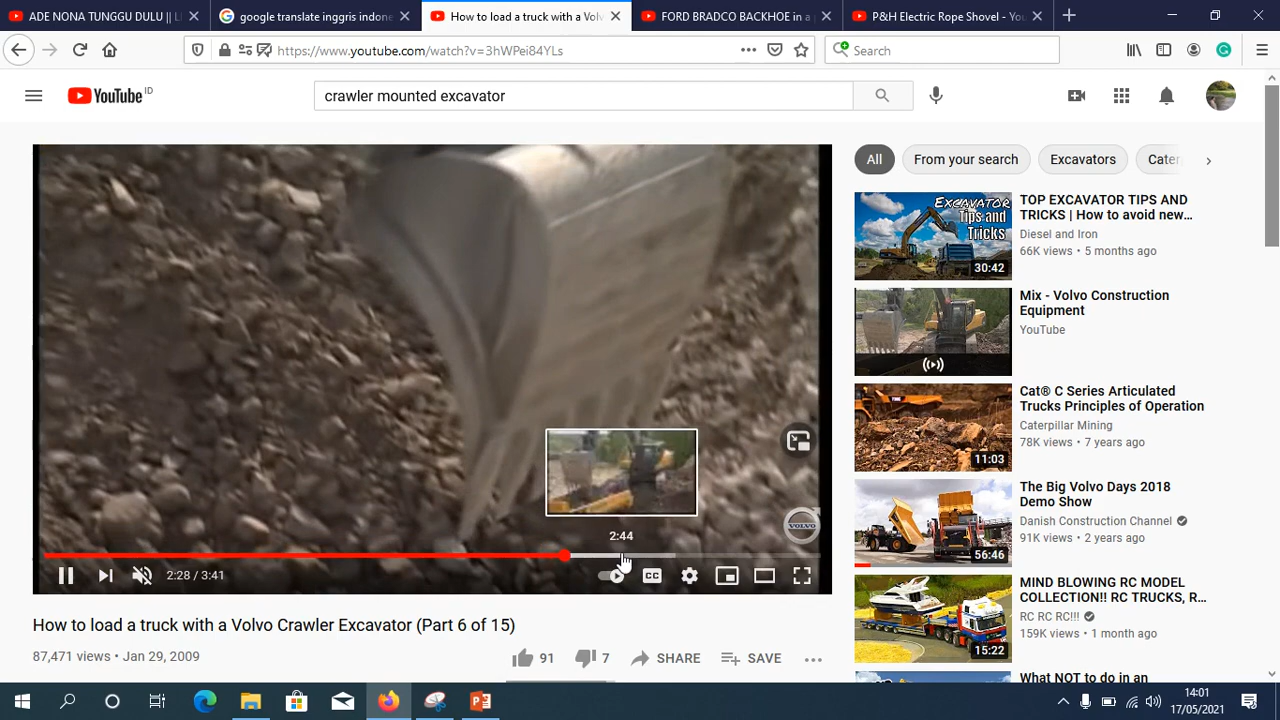 ADE NONA TUNGGU DULU || LI
google translate inggris indone
How to load a truck with a Volv
FORD BRADCO BACKHOE in a
P&H Electric Rope Shovel - You
https://www.youtube.com/watch?v=3hWPei84YLs
Search
YouTube ID
crawler mounted excavator
All
From your search
Excavators
Cater
EXCAVATOR
Tips and
Tricks
30:42
TOP EXCAVATOR TIPS AND
TRICKS | How to avoid new…
Diesel and Iron
66K views • 5 months ago
Mix - Volvo Construction
Equipment
YouTube
Cat® C Series Articulated
Trucks Principles of Operation
Caterpillar Mining
78K views • 7 years ago
11:03
The Big Volvo Days 2018
Demo Show
Danish Construction Channel
91K views • 2 years ago
56:46
MIND BLOWING RC MODEL
COLLECTION!! RC TRUCKS, R…
RC RC RC!!!
159K views • 1 month ago
15:22
What NOT to do in an
VOLVO
2:44
2:28 / 3:41
CC
How to load a truck with a Volvo Crawler Excavator (Part 6 of 15)
87,471 views • Jan 29, 2009
91
7
SHARE
SAVE
14:01
17/05/2021